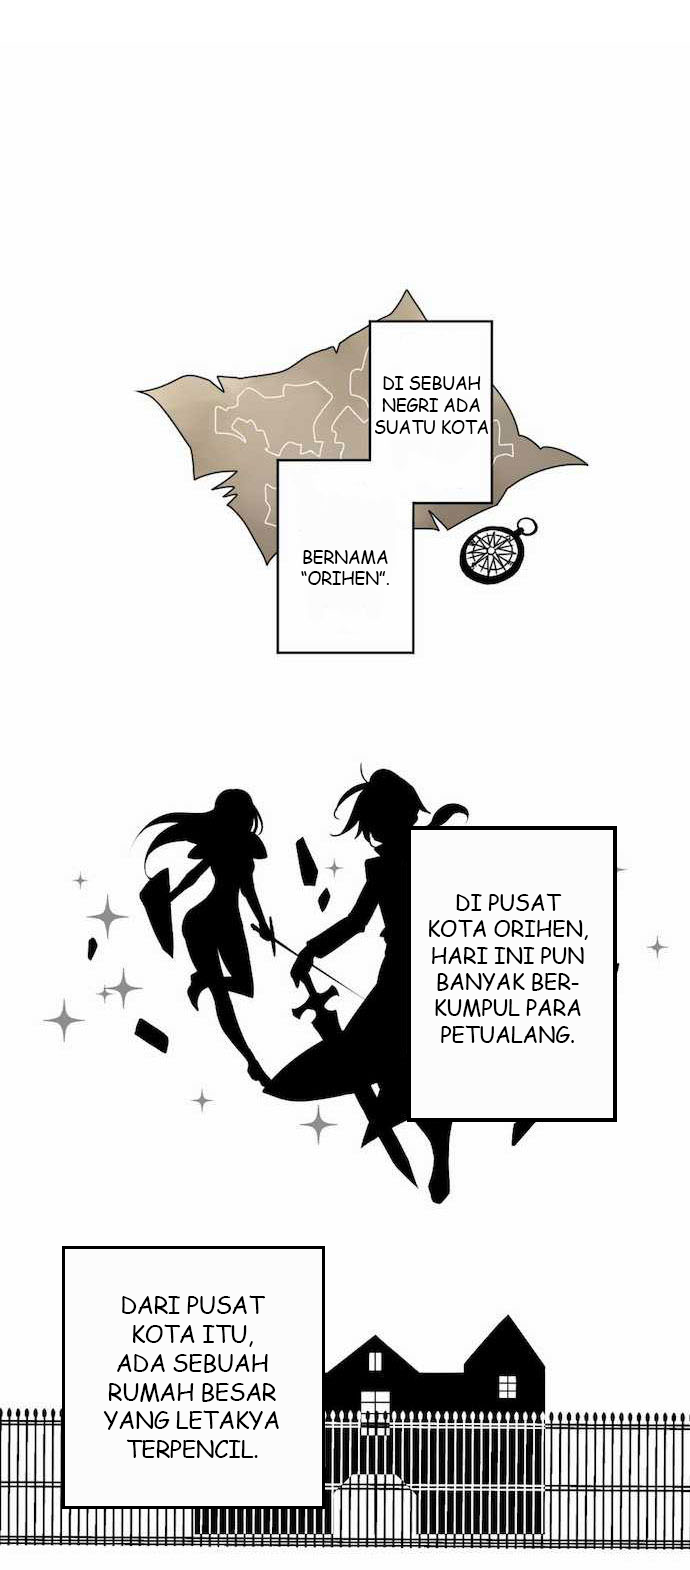 DI SEBUAH
NEGRI ADA
SUATU KOTA
BERNAMA
“ORIHEN”.
DI PUSAT
KOTA ORIHEN,
HARI INI PUN
BANYAK BER-
KUMPUL PARA
PETUALANG.
DARI PUSAT
KOTA ITU,
ADA SEBUAH
RUMAH BESAR
YANG LETAKYA
TERPENCIL.